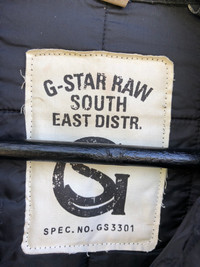 G-STAR RAW
SOUTH
EAST DISTR.
SPEC. NO. GS3301